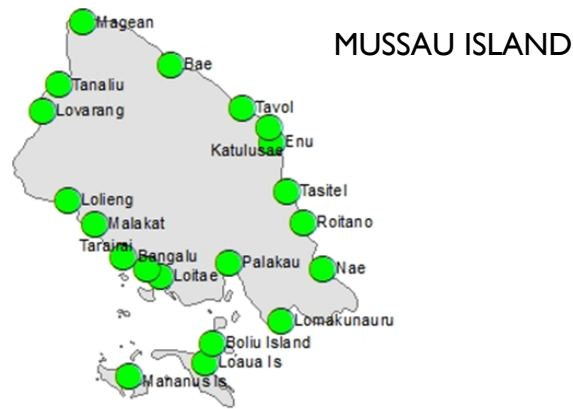 MUSSAU ISLAND
Magean
Bae
Tanaliu
Lovarang
Tavol
Enu
Katulusae
Tasitel
Lolieng
Roitano
Malakat
Tarairai
Bangalu
Palakau
Nae
Loitae
Lomakunauru
Boliu Island
Loaua Is
Mahanus Is